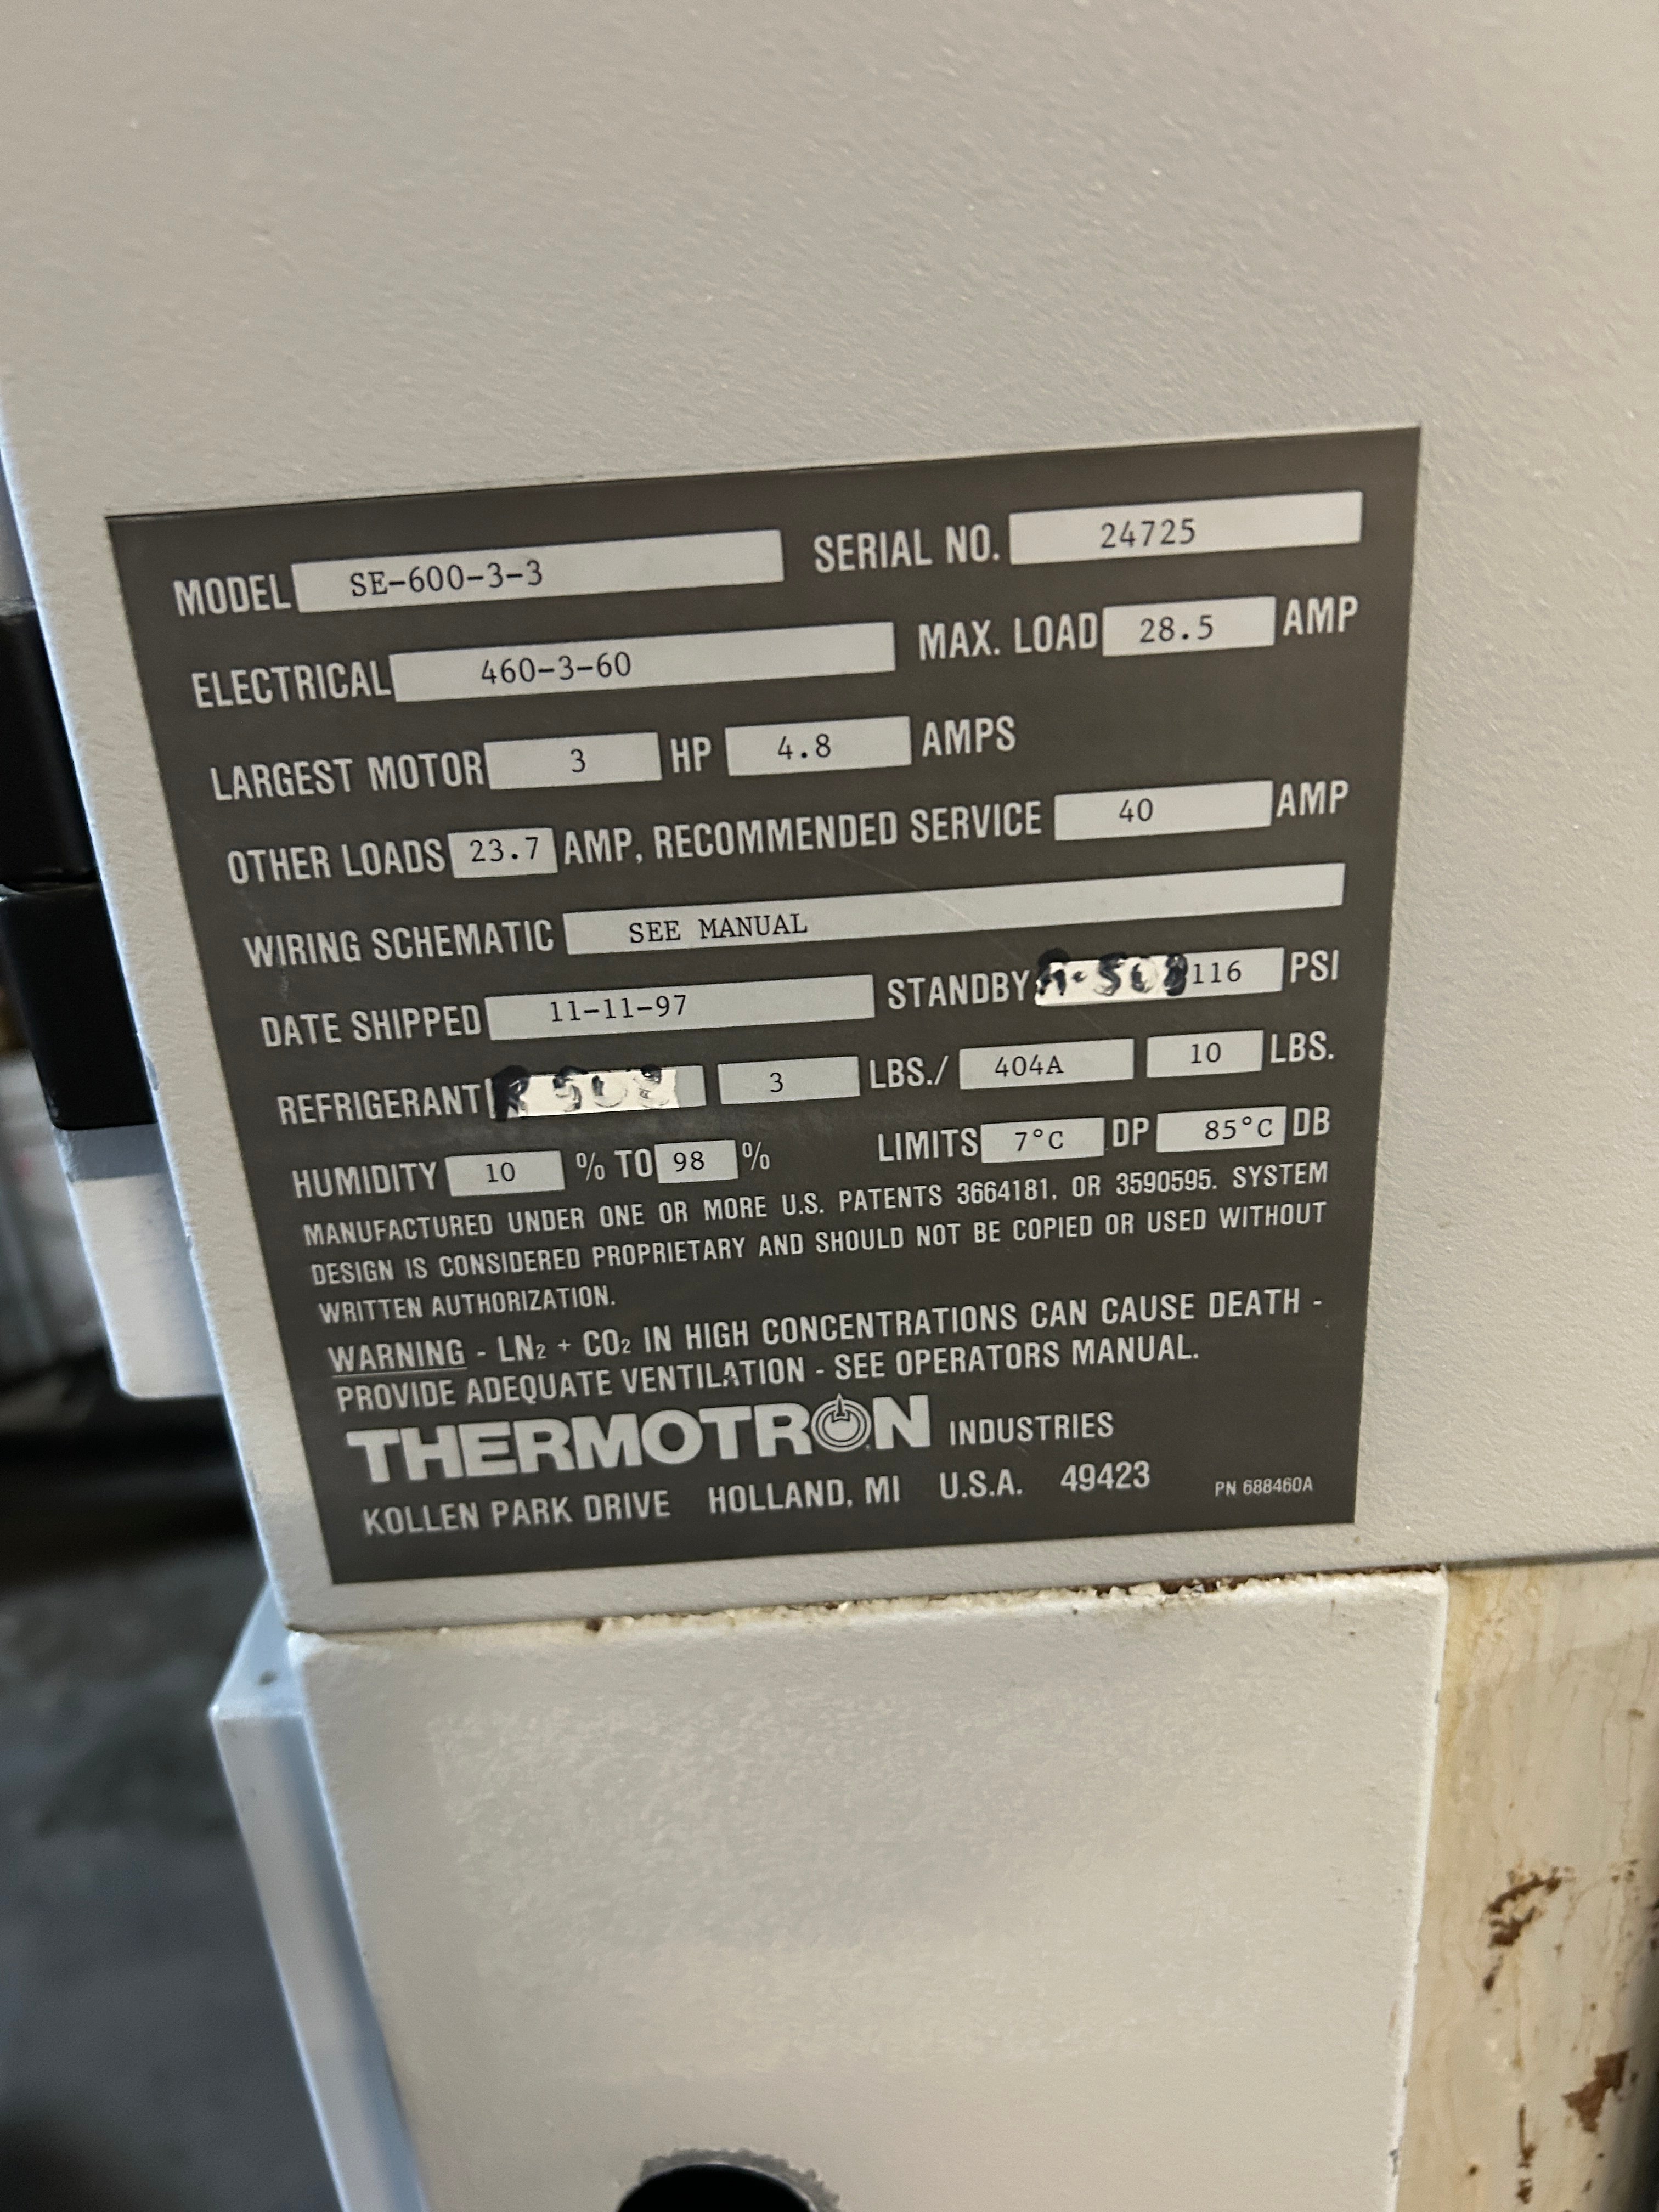 MODEL SE-600-3-3 SERIAL NO. 24725
ELECTRICAL 460-3-60 MAX. LOAD 28.5 AMP
LARGEST MOTOR 3 HP 4.8 AMPS
OTHER LOADS 23.7 AMP, RECOMMENDED SERVICE 40 AMP
WIRING SCHEMATIC SEE MANUAL
DATE SHIPPED 11-11-97 STANDBY R-508 116 PSI
REFRIGERANT R 508 3 LBS./ 404A 10 LBS.
HUMIDITY 10 % TO 98 % LIMITS 7°C DP 85°C DB
MANUFACTURED UNDER ONE OR MORE U.S. PATENTS 3664181, OR 3590595. SYSTEM
DESIGN IS CONSIDERED PROPRIETARY AND SHOULD NOT BE COPIED OR USED WITHOUT
WRITTEN AUTHORIZATION.
WARNING - LN₂ + CO₂ IN HIGH CONCENTRATIONS CAN CAUSE DEATH -
PROVIDE ADEQUATE VENTILATION - SEE OPERATORS MANUAL.
THERMOTRON INDUSTRIES
KOLLEN PARK DRIVE HOLLAND, MI U.S.A. 49423 PN 688460A